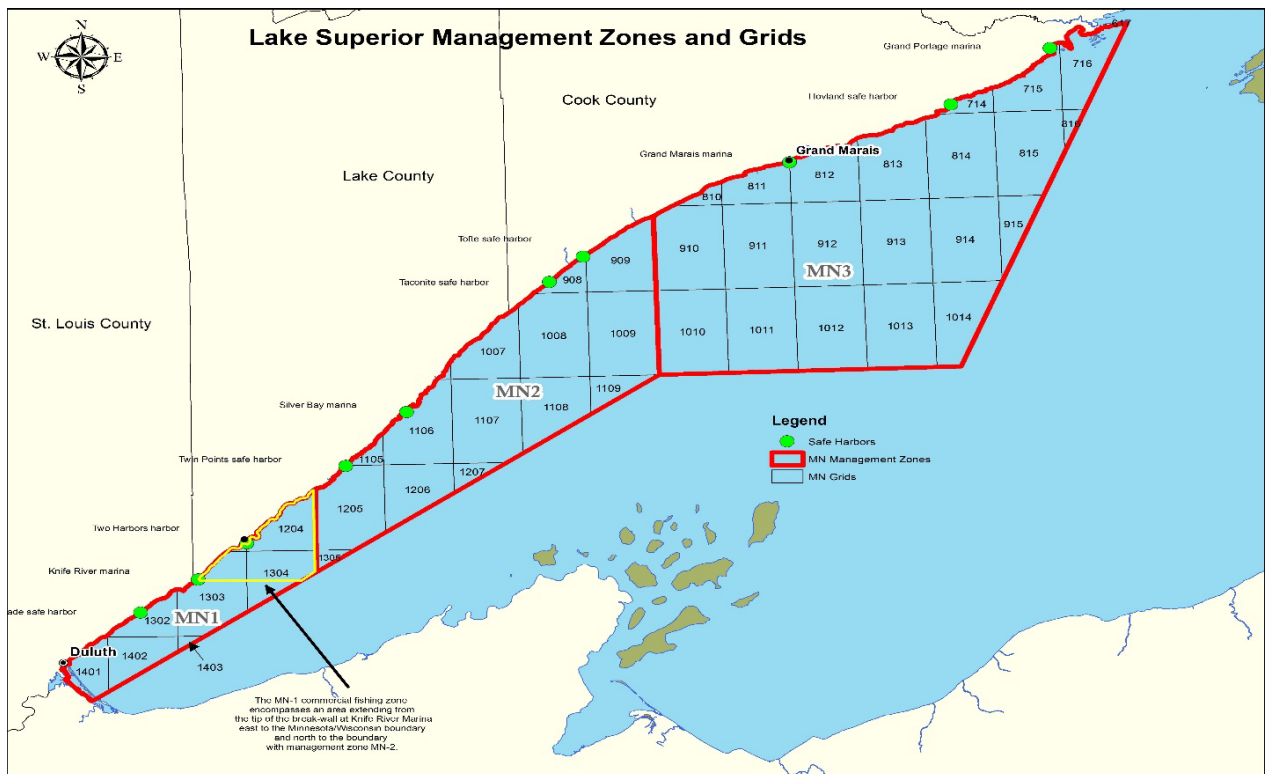 Lake Superior Management Zones and Grids
N
W
E
S
Cook County
Lake County
St. Louis County
Grand Portage marina
Hovland safe harbor
Grand Marais marina
Grand Marais
Tofte safe harbor
Taconite safe harbor
Silver Bay marina
Twin Points safe harbor
Two Harbors harbor
Knife River marina
ade safe harbor
Duluth
716
715
714
816
815
814
813
812
811
810
915
914
913
912
911
910
MN3
909
908
1014
1013
1012
1011
1010
1009
1008
1007
MN2
1109
1108
1107
1106
1105
1207
1206
1205
1204
1305
1304
1303
1302
MN1
1403
1402
1401
Legend
Safe Harbors
MN Management Zones
MN Grids
The MN-1 commercial fishing zone
encompasses an area extending from
the tip of the break-wall at Knife River Marina
east to the Minnesota/Wisconsin boundary
and north to the boundary
with management zone MN-2.